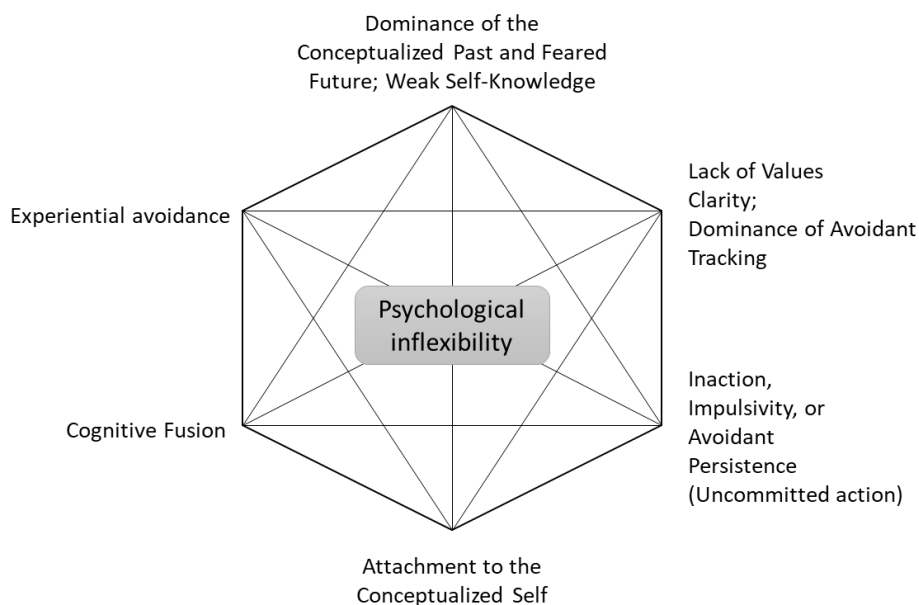 Dominance of the
Conceptualized Past and Feared
Future; Weak Self-Knowledge
Experiential avoidance
Lack of Values
Clarity;
Dominance of Avoidant
Tracking
Psychological
inflexibility
Cognitive Fusion
Inaction,
Impulsivity, or
Avoidant
Persistence
(Uncommitted action)
Attachment to the
Conceptualized Self